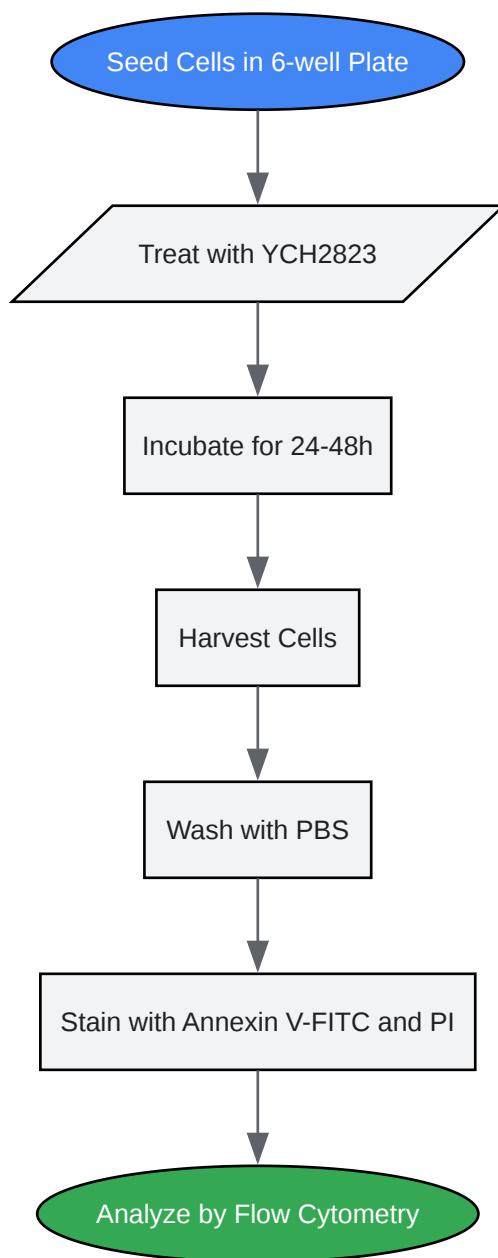 Seed Cells in 6-well Plate
Treat with YCH2823
Incubate for 24-48h
Harvest Cells
Wash with PBS
Stain with Annexin V-FITC and PI
Analyze by Flow Cytometry